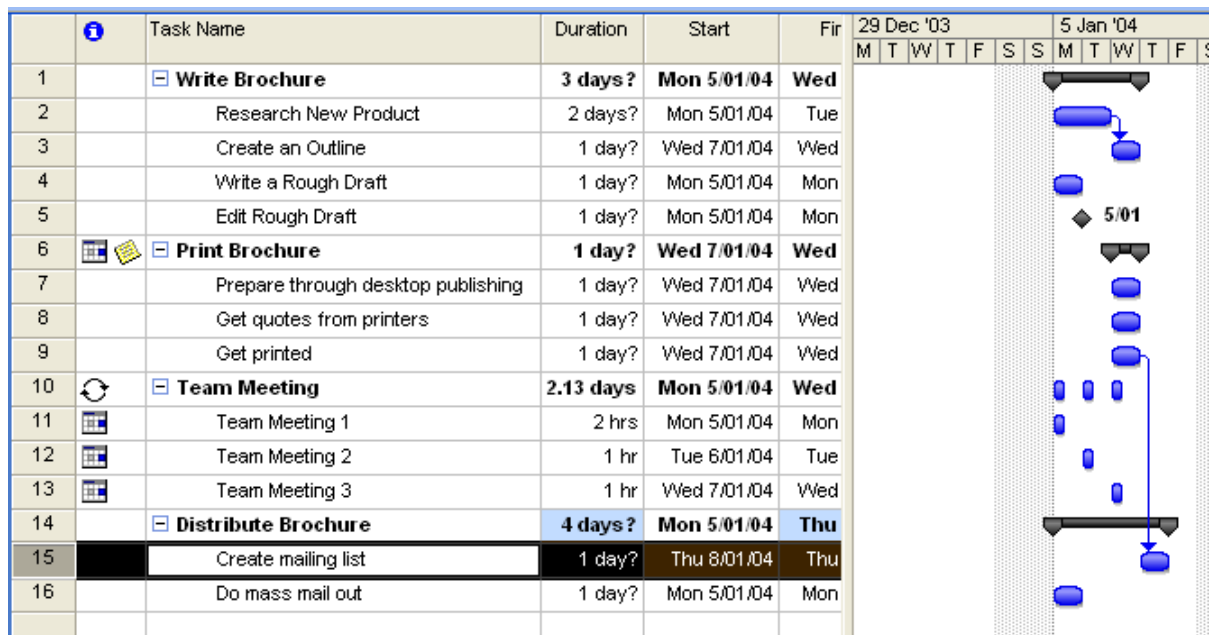 Task Name Duration Start Fir 29 Dec '03 5 Jan '04
M T W T F S S M T W T F S
1 Write Brochure 3 days? Mon 5/01/04 Wed
2 Research New Product 2 days? Mon 5/01/04 Tue
3 Create an Outline 1 day? Wed 7/01/04 Wed
4 Write a Rough Draft 1 day? Mon 5/01/04 Mon
5 Edit Rough Draft 1 day? Mon 5/01/04 Mon 5/01
6 Print Brochure 1 day? Wed 7/01/04 Wed
7 Prepare through desktop publishing 1 day? Wed 7/01/04 Wed
8 Get quotes from printers 1 day? Wed 7/01/04 Wed
9 Get printed 1 day? Wed 7/01/04 Wed
10 Team Meeting 2.13 days Mon 5/01/04 Wed
11 Team Meeting 1 2 hrs Mon 5/01/04 Mon
12 Team Meeting 2 1 hr Tue 6/01/04 Tue
13 Team Meeting 3 1 hr Wed 7/01/04 Wed
14 Distribute Brochure 4 days? Mon 5/01/04 Thu
15 Create mailing list 1 day? Thu 8/01/04 Thu
16 Do mass mail out 1 day? Mon 5/01/04 Mon